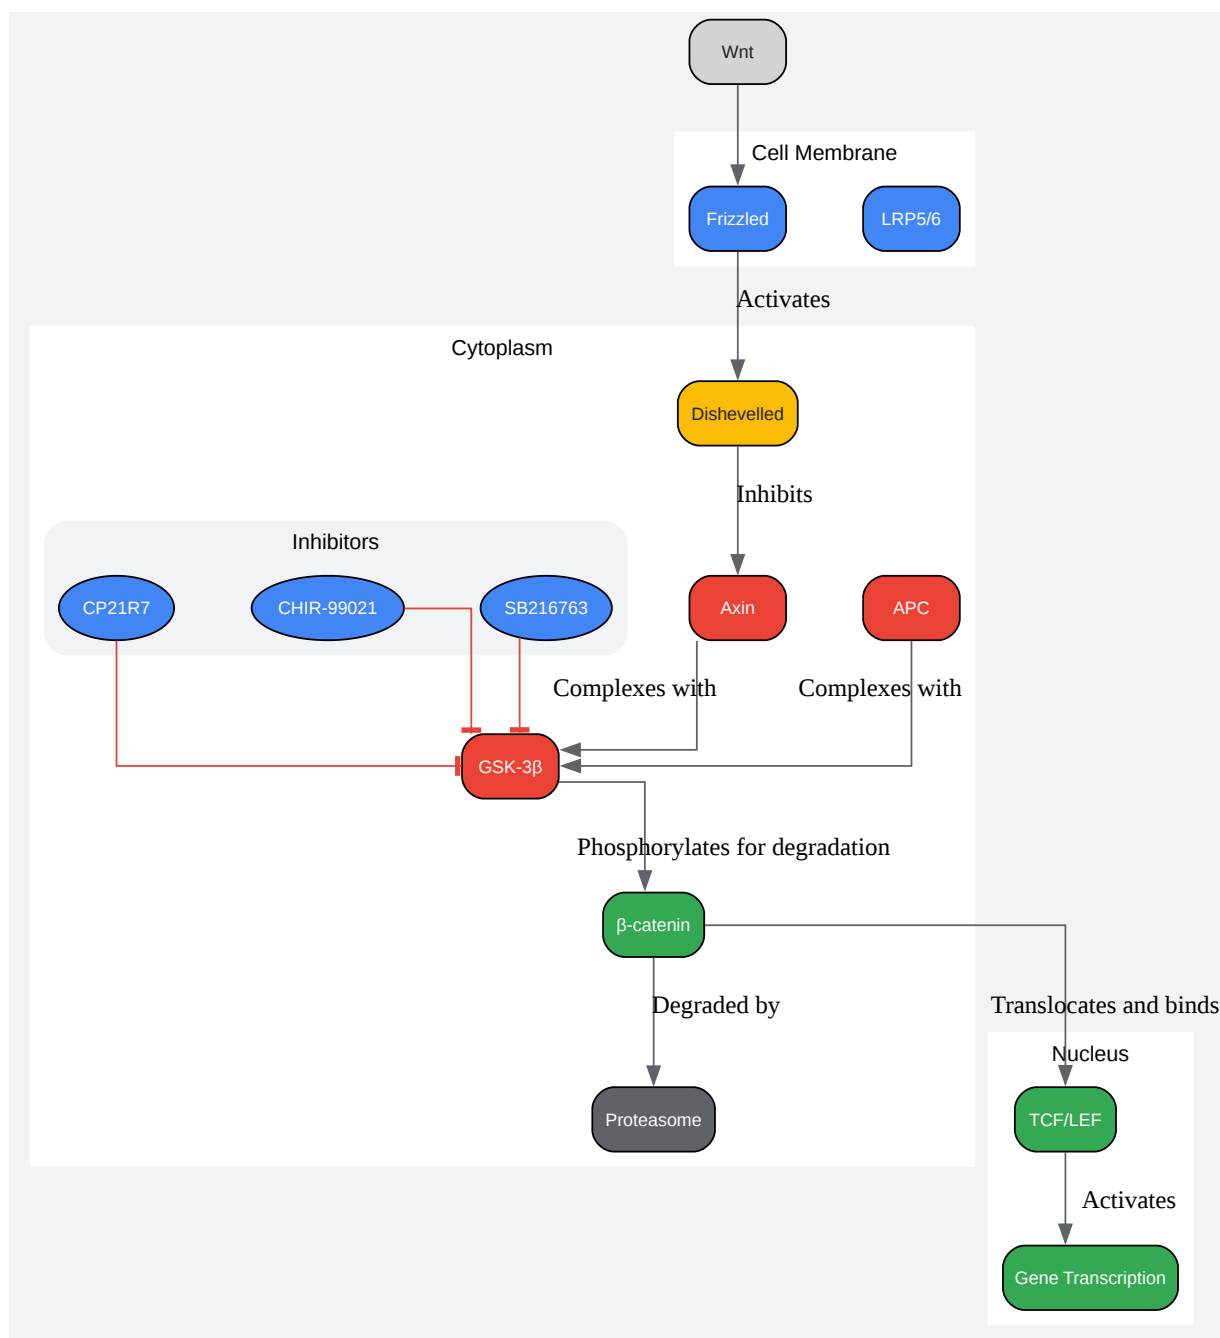 Wnt
Cell Membrane
Frizzled
LRP5/6
Activates
Cytoplasm
Dishevelled
Inhibits
Inhibitors
CP21R7
CHIR-99021
SB216763
Axin
APC
Complexes with
Complexes with
GSK-3β
Phosphorylates for degradation
β-catenin
Degraded by
Translocates and binds
Nucleus
Proteasome
TCF/LEF
Activates
Gene Transcription